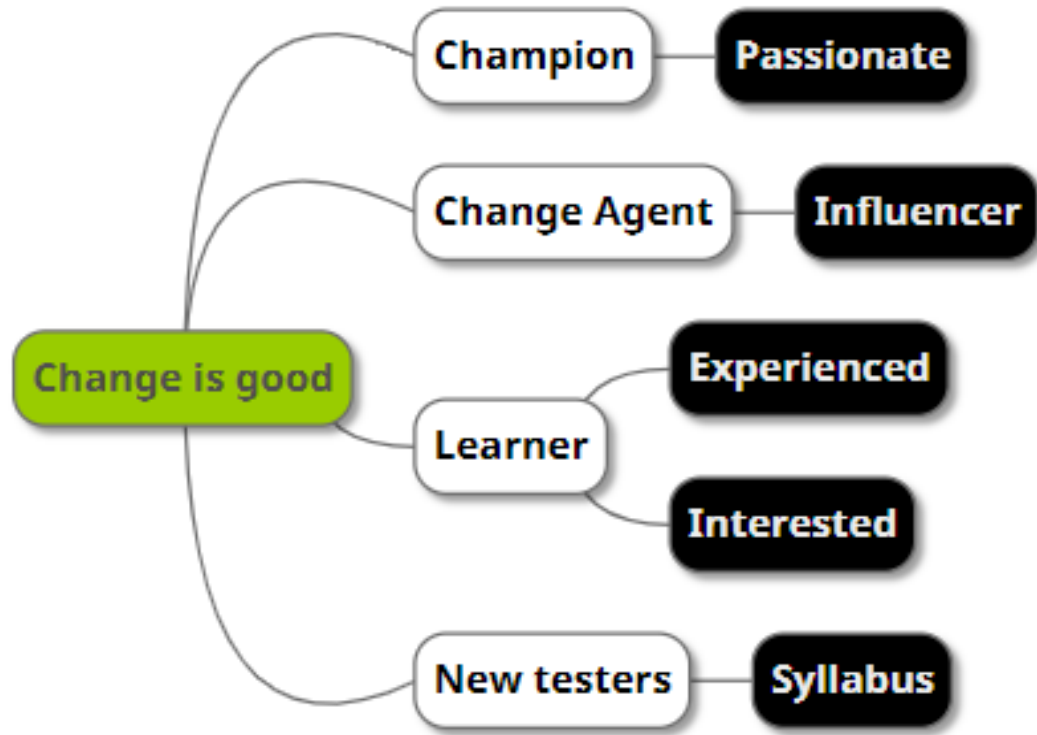 Champion
Passionate
Change Agent
Influencer
Change is good
Learner
Experienced
Interested
New testers
Syllabus